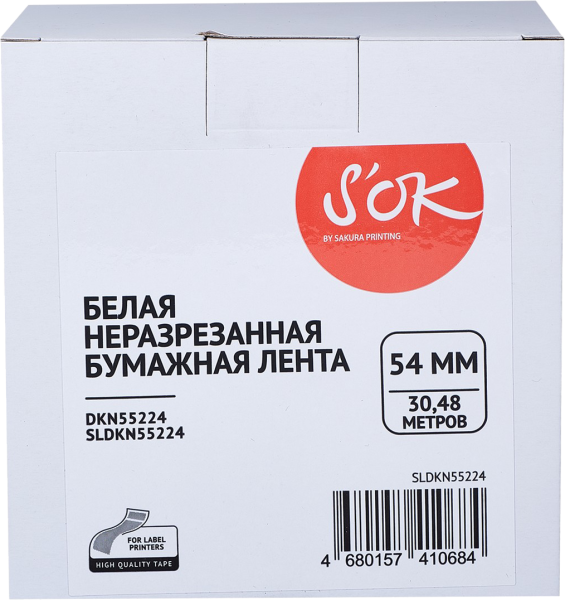 S'OK
BY SAKURA PRINTING
БЕЛАЯ
НЕРАЗРЕЗАННАЯ
БУМАЖНАЯ ЛЕНТА
DKN55224
SLDKN55224
54 ММ
30,48
МЕТРОВ
SLDKN55224
FOR LABEL
PRINTERS
HIGH QUALITY TAPE
4 680157 410684